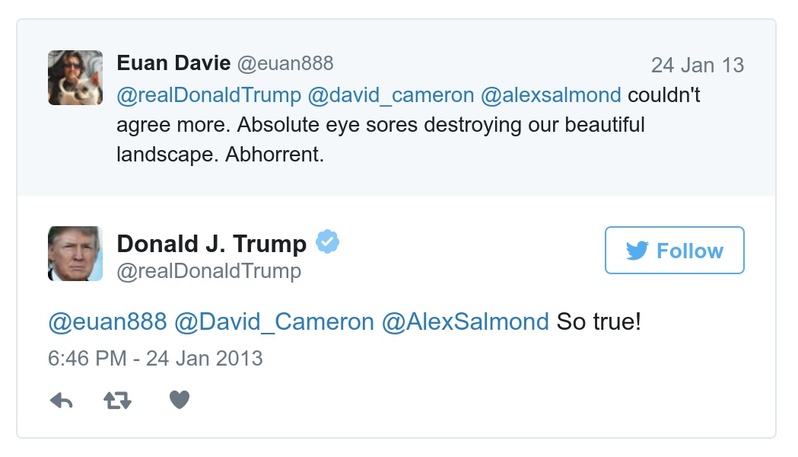 Euan Davie @euan888
24 Jan 13
@realDonaldTrump @david_cameron @alexsalmond couldn't
agree more. Absolute eye sores destroying our beautiful
landscape. Abhorrent.
Donald J. Trump
Follow
@realDonaldTrump
@euan888 @David_Cameron @AlexSalmond So true!
6:46 PM - 24 Jan 2013